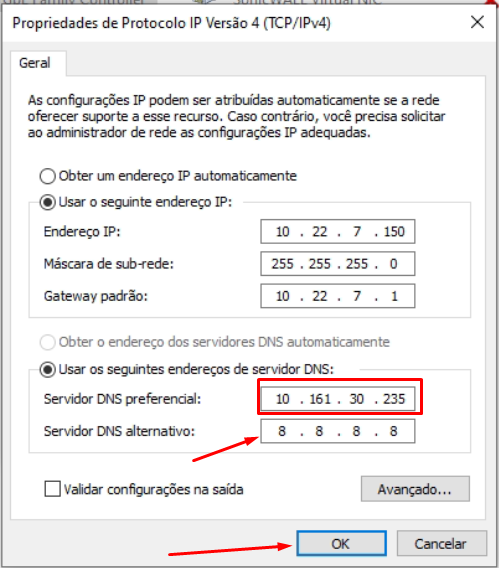 Propriedades de Protocolo IP Versão 4 (TCP/IPv4)
Geral
As configurações IP podem ser atribuídas automaticamente se a rede
oferecer suporte a esse recurso. Caso contrário, você precisa solicitar
ao administrador de rede as configurações IP adequadas.
Obter um endereço IP automaticamente
Usar o seguinte endereço IP:
Endereço IP: 10 . 22 . 7 . 150
Máscara de sub-rede: 255 . 255 . 255 . 0
Gateway padrão: 10 . 22 . 7 . 1
Obter o endereço dos servidores DNS automaticamente
Usar os seguintes endereços de servidor DNS:
Servidor DNS preferencial: 10 . 161 . 30 . 235
Servidor DNS alternativo: 8 . 8 . 8 . 8
Validar configurações na saída
Avançado...
OK Cancelar